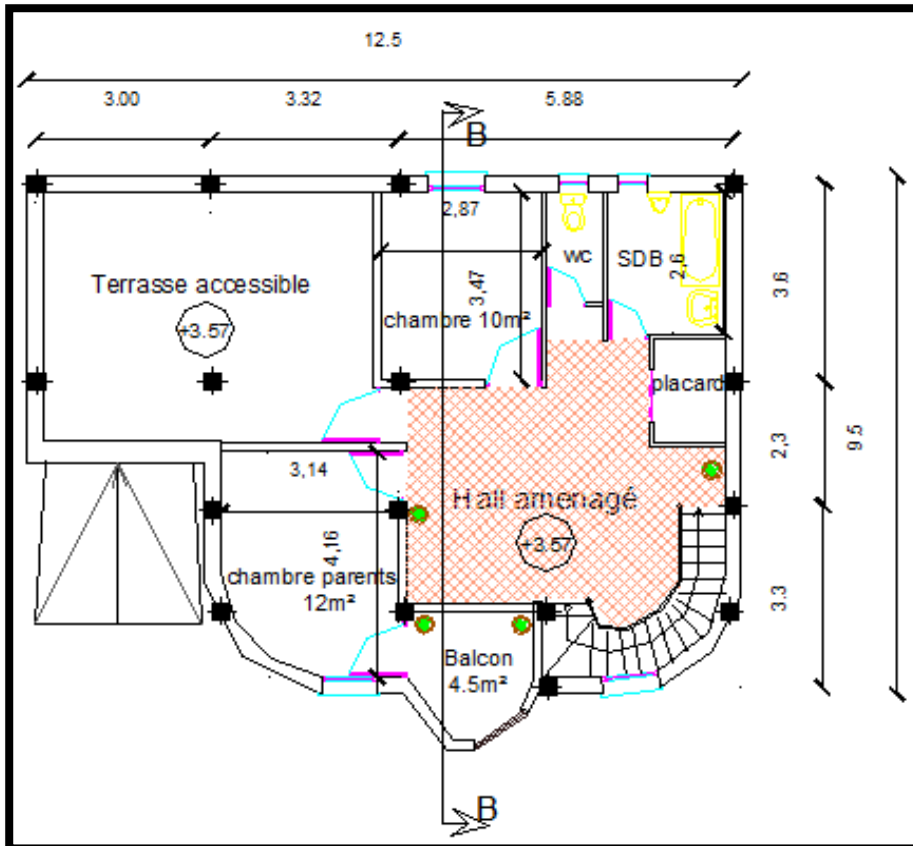 12.5
3.00
3.32
5.88
B
2,87
wc
SDB
2,6
3.6
Terrasse accessible
+3.57
3,47
chambre 10m²
placard
3,14
2,3
9.5
Hall amenagé
+3.57
4,16
chambre parents
12m²
3.3
Balcon
4.5m²
B